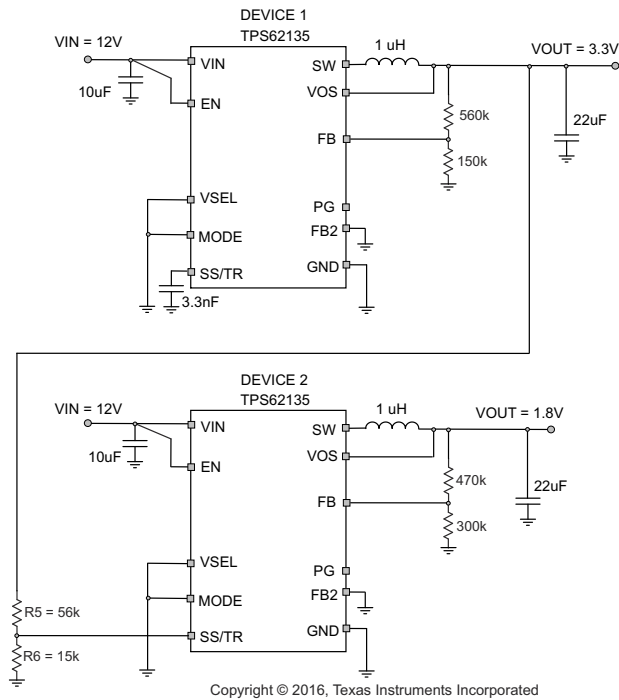 DEVICE 1
TPS62135
VIN = 12V
10uF
VIN
EN
VSEL
MODE
SS/TR
3.3nF
SW
VOS
FB
PG
FB2
GND
1 uH
VOUT = 3.3V
560k
150k
22uF
DEVICE 2
TPS62135
VIN = 12V
10uF
VIN
EN
VSEL
MODE
SS/TR
SW
VOS
FB
PG
FB2
GND
1 uH
VOUT = 1.8V
470k
300k
22uF
R5 = 56k
R6 = 15k
Copyright © 2016, Texas Instruments Incorporated